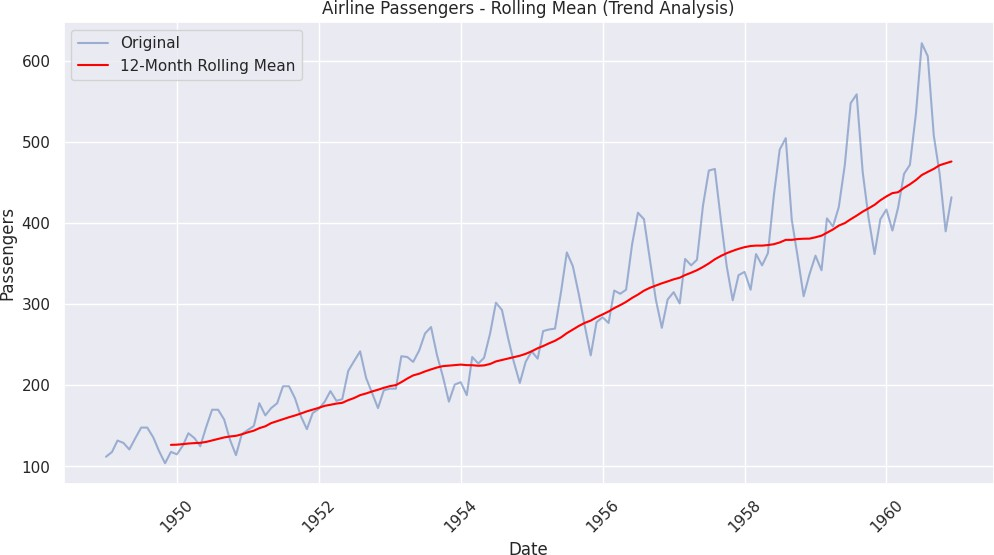 Airline Passengers - Rolling Mean (Trend Analysis)
Original
12-Month Rolling Mean
Passengers
600
500
400
300
200
100
1950
1952
1954
1956
1958
1960
Date